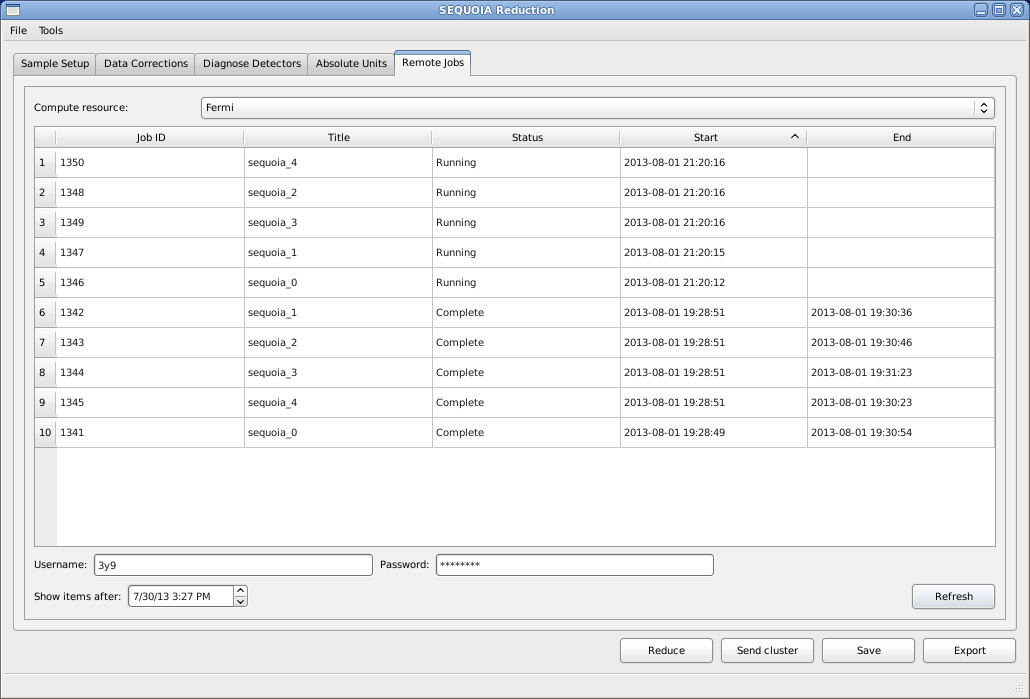 SEQUOIA Reduction
File Tools
Sample Setup Data Corrections Diagnose Detectors Absolute Units Remote Jobs
Compute resource: Fermi
Job ID Title Status Start End
1 1350 sequoia_4 Running 2013-08-01 21:20:16
2 1348 sequoia_2 Running 2013-08-01 21:20:16
3 1349 sequoia_3 Running 2013-08-01 21:20:16
4 1347 sequoia_1 Running 2013-08-01 21:20:15
5 1346 sequoia_0 Running 2013-08-01 21:20:12
6 1342 sequoia_1 Complete 2013-08-01 19:28:51 2013-08-01 19:30:36
7 1343 sequoia_2 Complete 2013-08-01 19:28:51 2013-08-01 19:30:46
8 1344 sequoia_3 Complete 2013-08-01 19:28:51 2013-08-01 19:31:23
9 1345 sequoia_4 Complete 2013-08-01 19:28:51 2013-08-01 19:30:23
10 1341 sequoia_0 Complete 2013-08-01 19:28:49 2013-08-01 19:30:54
Username: 3y9 Password: ********
Show items after: 7/30/13 3:27 PM Refresh
Reduce Send cluster Save Export